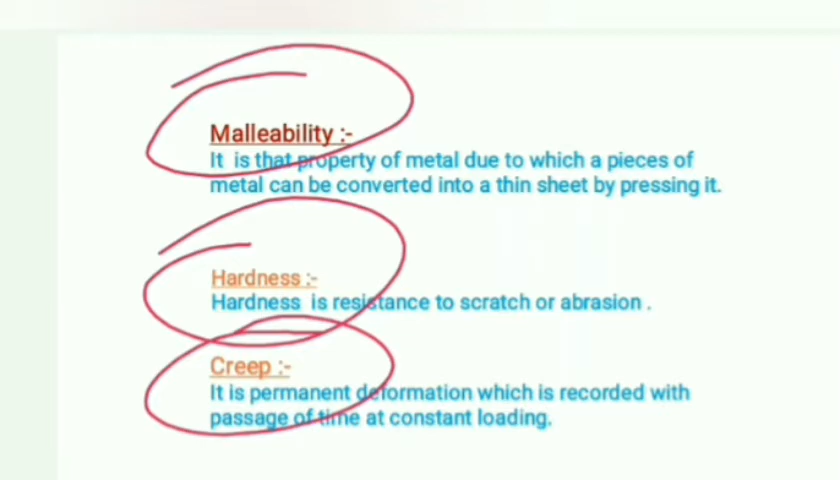 Malleability :-
It is that property of metal due to which a pieces of
metal can be converted into a thin sheet by pressing it.
Hardness :-
Hardness is resistance to scratch or abrasion .
Creep :-
It is permanent deformation which is recorded with
passage of time at constant loading.